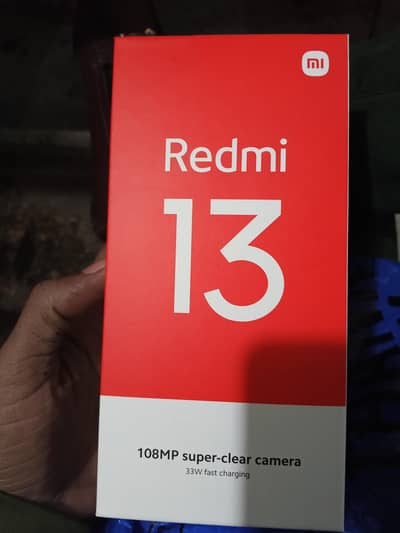 mi
Redmi
13
108MP super-clear camera
33W fast charging